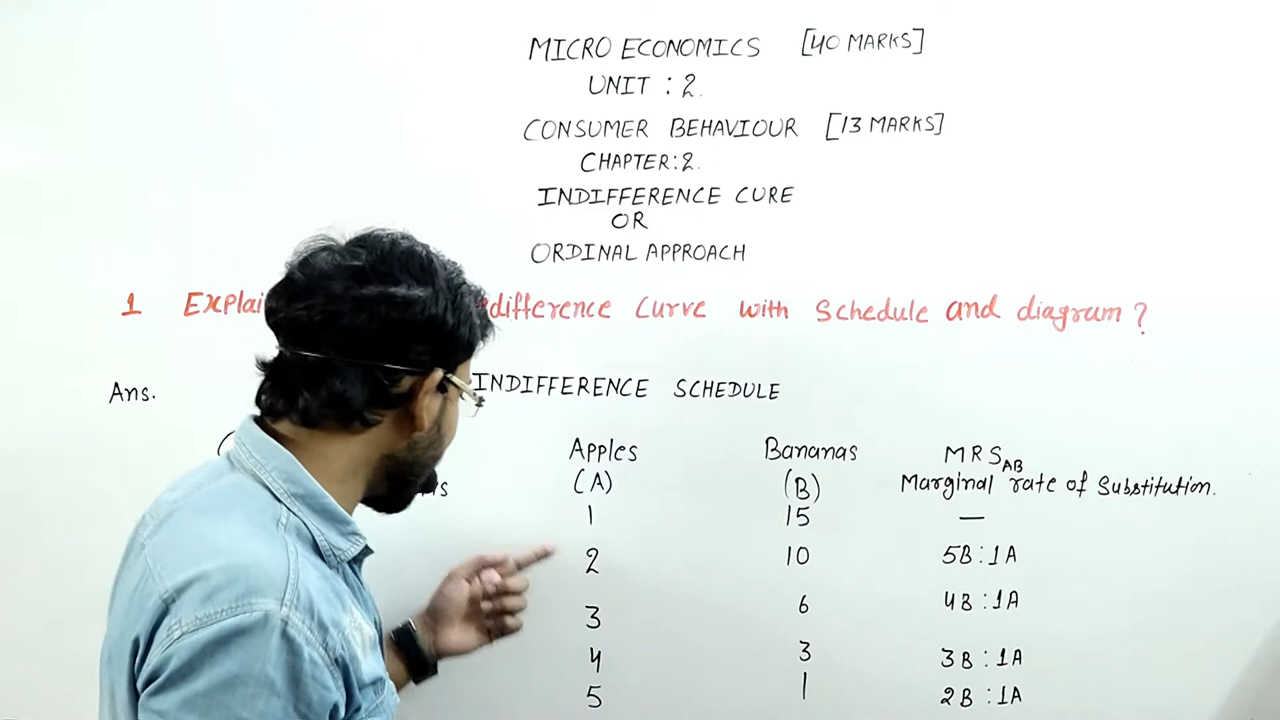 MICRO ECONOMICS [40 MARKS]
UNIT : 2.
CONSUMER BEHAVIOUR [13 MARKS]
CHAPTER: 2.
INDIFFERENCE CURE
OR
ORDINAL APPROACH
1 Explai difference Curve with Schedule and diagram ?
Ans. INDIFFERENCE SCHEDULE
Apples Bananas MRS AB
(A) (B) Marginal rate of Substitution.
1 15 —
2 10 5B : 1A
3 6 4B : 1A
4 3 3B : 1A
5 1 2B : 1A